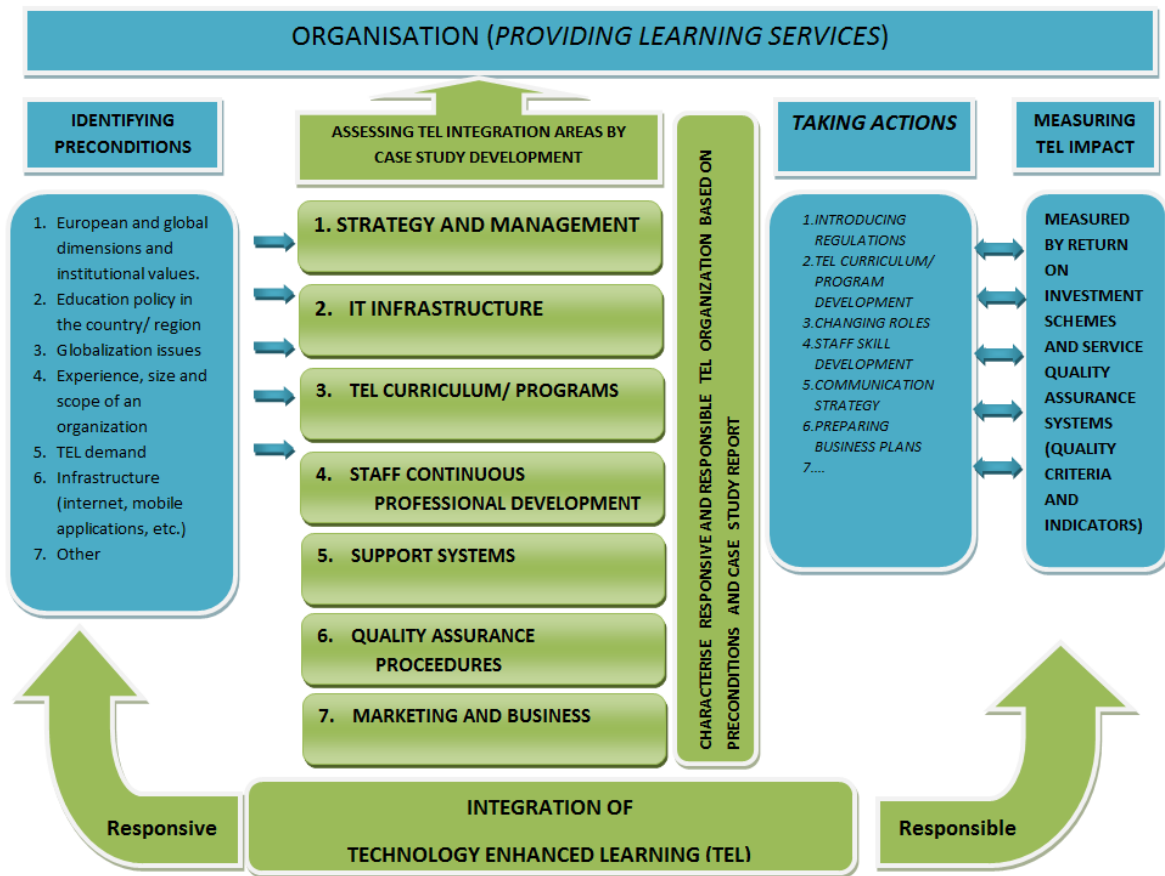 ORGANISATION (PROVIDING LEARNING SERVICES)
IDENTIFYING
PRECONDITIONS
1. European and global
dimensions and
institutional values.
2. Education policy in
the country/ region
3. Globalization issues
4. Experience, size and
scope of an
organization
5. TEL demand
6. Infrastructure
(internet, mobile
applications, etc.)
7. Other
ASSESSING TEL INTEGRATION AREAS BY
CASE STUDY DEVELOPMENT
1. STRATEGY AND MANAGEMENT
2. IT INFRASTRUCTURE
3. TEL CURRICULUM/ PROGRAMS
4. STAFF CONTINUOUS
PROFESSIONAL DEVELOPMENT
5. SUPPORT SYSTEMS
6. QUALITY ASSURANCE
PROCEEDURES
7. MARKETING AND BUSINESS
CHARACTERISE RESPONSIVE AND RESPONSIBLE TEL ORGANIZATION BASED ON
PRECONDITIONS AND CASE STUDY REPORT
TAKING ACTIONS
1.INTRODUCING
REGULATIONS
2.TEL CURRICULUM/
PROGRAM
DEVELOPMENT
3.CHANGING ROLES
4.STAFF SKILL
DEVELOPMENT
5.COMMUNICATION
STRATEGY
6.PREPARING
BUSINESS PLANS
7....
MEASURING
TEL IMPACT
MEASURED
BY RETURN
ON
INVESTMENT
SCHEMES
AND SERVICE
QUALITY
ASSURANCE
SYSTEMS
(QUALITY
CRITERIA
AND
INDICATORS)
Responsive
INTEGRATION OF
TECHNOLOGY ENHANCED LEARNING (TEL)
Responsible